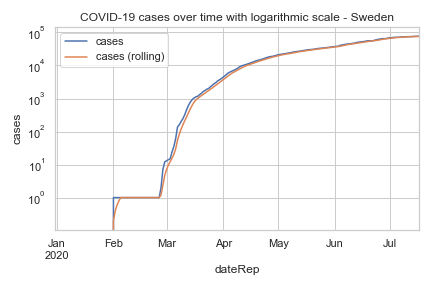 COVID-19 cases over time with logarithmic scale - Sweden
cases
cases (rolling)
10^5
10^4
10^3
10^2
10^1
10^0
cases
Jan Feb Mar Apr May Jun Jul
2020
dateRep